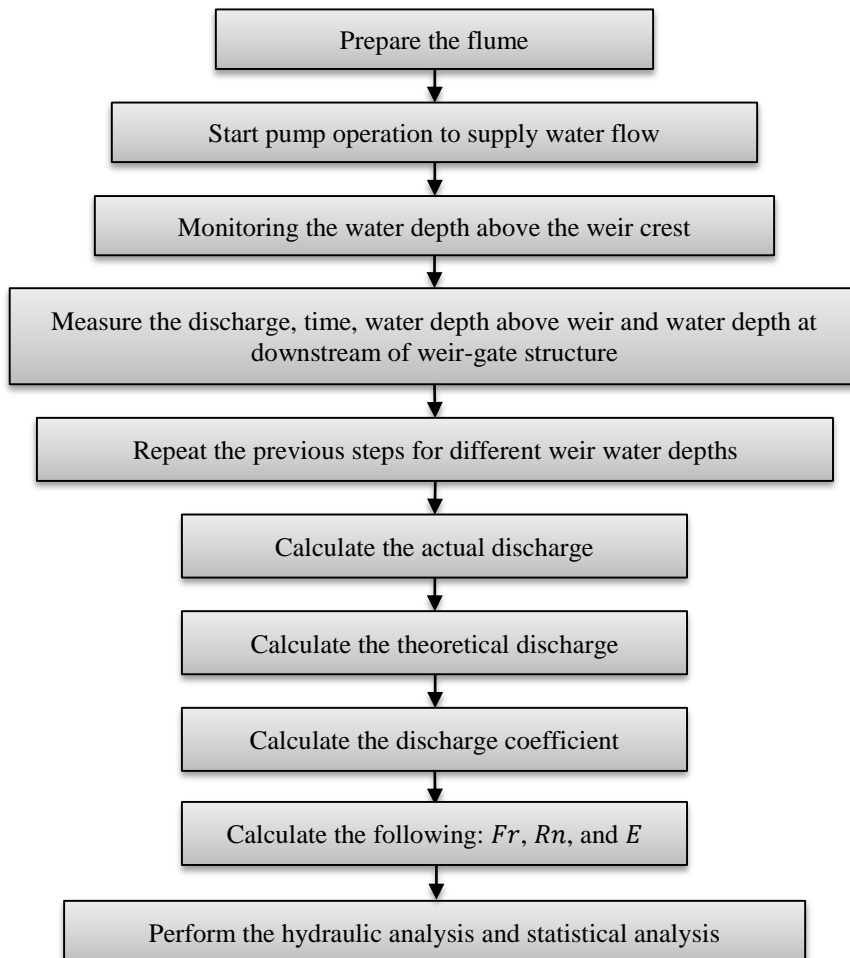 Prepare the flume
Start pump operation to supply water flow
Monitoring the water depth above the weir crest
Measure the discharge, time, water depth above weir and water depth at
downstream of weir-gate structure
Repeat the previous steps for different weir water depths
Calculate the actual discharge
Calculate the theoretical discharge
Calculate the discharge coefficient
Calculate the following: Fr, Rn, and E
Perform the hydraulic analysis and statistical analysis